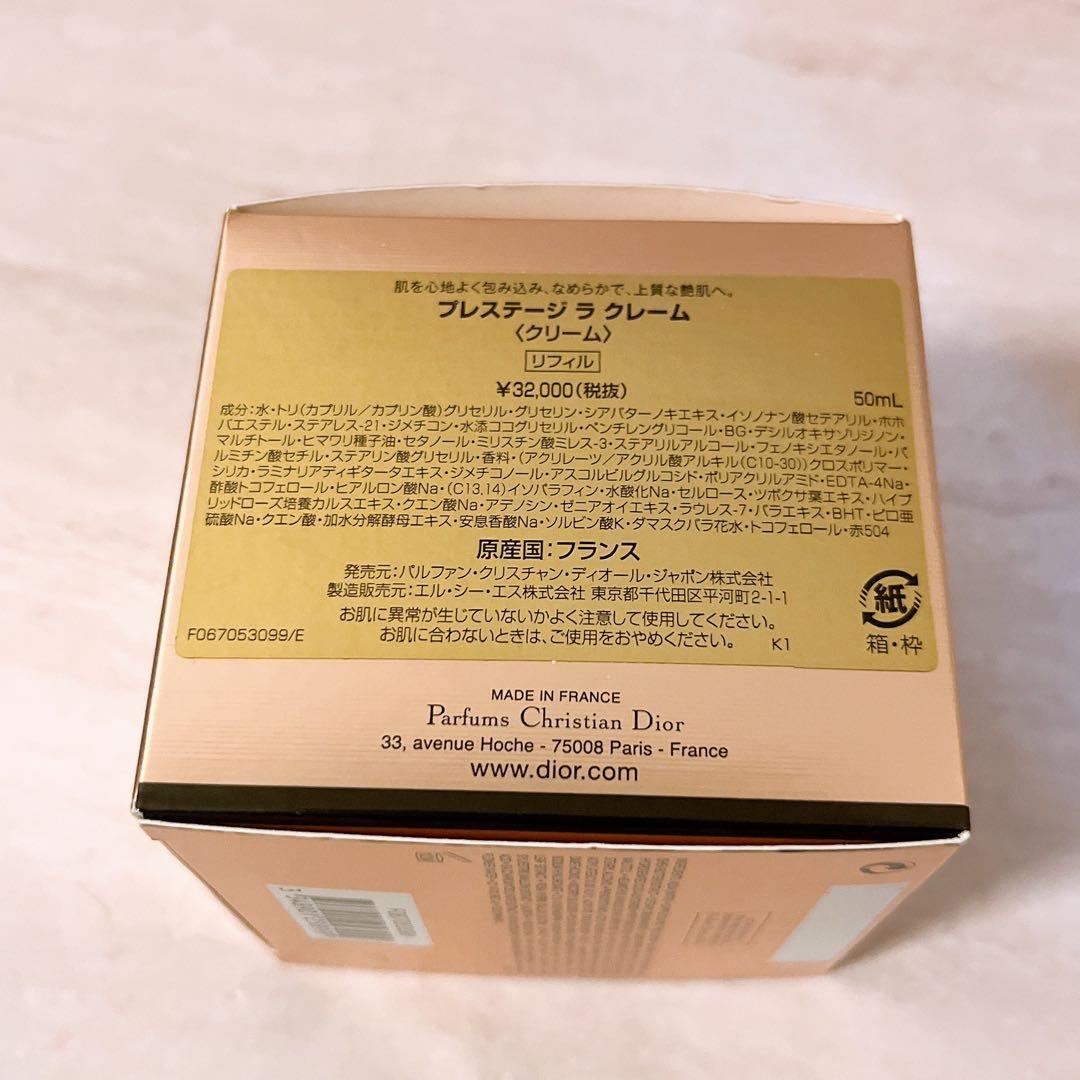 肌を心地よく包み込み、なめらかで、上質な艶肌へ。
プレステージ ラ クレーム
〈クリーム〉
リフィル
¥32,000(税抜)
50mL
成分:水・トリ(カプリル/カプリン酸)グリセリル・グリセリン・シアバターノキエキス・イソノナン酸セテアリル・ホホ
バエステル・ステアレス-21・ジメチコン・水添ココグリセリル・ペンチレングリコール・BG・デシルオキサゾリジノン・
マルチトール・ヒマワリ種子油・セタノール・ミリスチン酸ミレス-3・ステアリルアルコール・フェノキシエタノール・パ
ルミチン酸セチル・ステアリン酸グリセリル・香料・(アクリレーツ/アクリル酸アルキル(C10-30))クロスポリマー・
シリカ・ラミナリアディギタータエキス・ジメチコノール・アスコルビルグルコシド・ポリアクリルアミド・EDTA-4Na・
酢酸トコフェロール・ヒアルロン酸Na・(C13,14)イソパラフィン・水酸化Na・セルロース・ツボクサ葉エキス・ハイブ
リッドローズ培養カルスエキス・クエン酸Na・アデノシン・ゼニアオイエキス・ラウレス-7・バラエキス・BHT・ピロ亜
硫酸Na・クエン酸・加水分解酵母エキス・安息香酸Na・ソルビン酸K・ダマスクバラ花水・トコフェロール・赤504
原産国:フランス
発売元:パルファン・クリスチャン・ディオール・ジャポン株式会社
製造販売元:エル・シー・エス株式会社 東京都千代田区平河町2-1-1
お肌に異常が生じていないかよく注意して使用してください。
お肌に合わないときは、ご使用をおやめください。
K1
F067053099/E
紙
箱・枠
MADE IN FRANCE
Parfums Christian Dior
33, avenue Hoche - 75008 Paris - France
www.dior.com